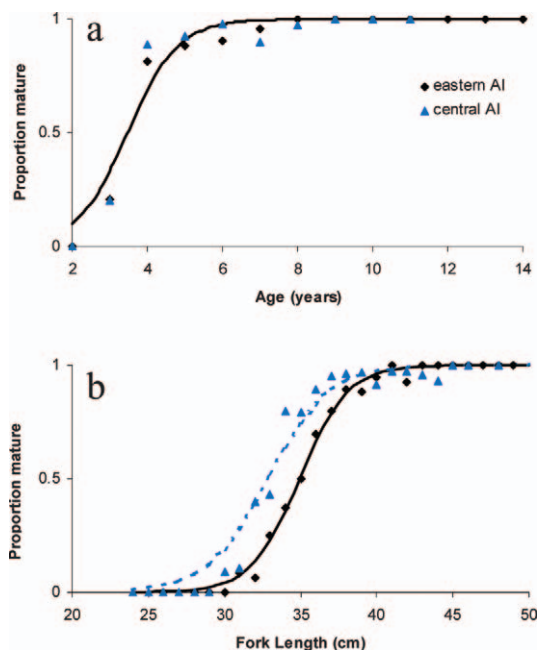 a
1
0.5
0
Proportion mature
eastern AI
central AI
2 4 6 8 10 12 14
Age (years)
b
1
0.5
0
Proportion mature
20 25 30 35 40 45 50
Fork Length (cm)